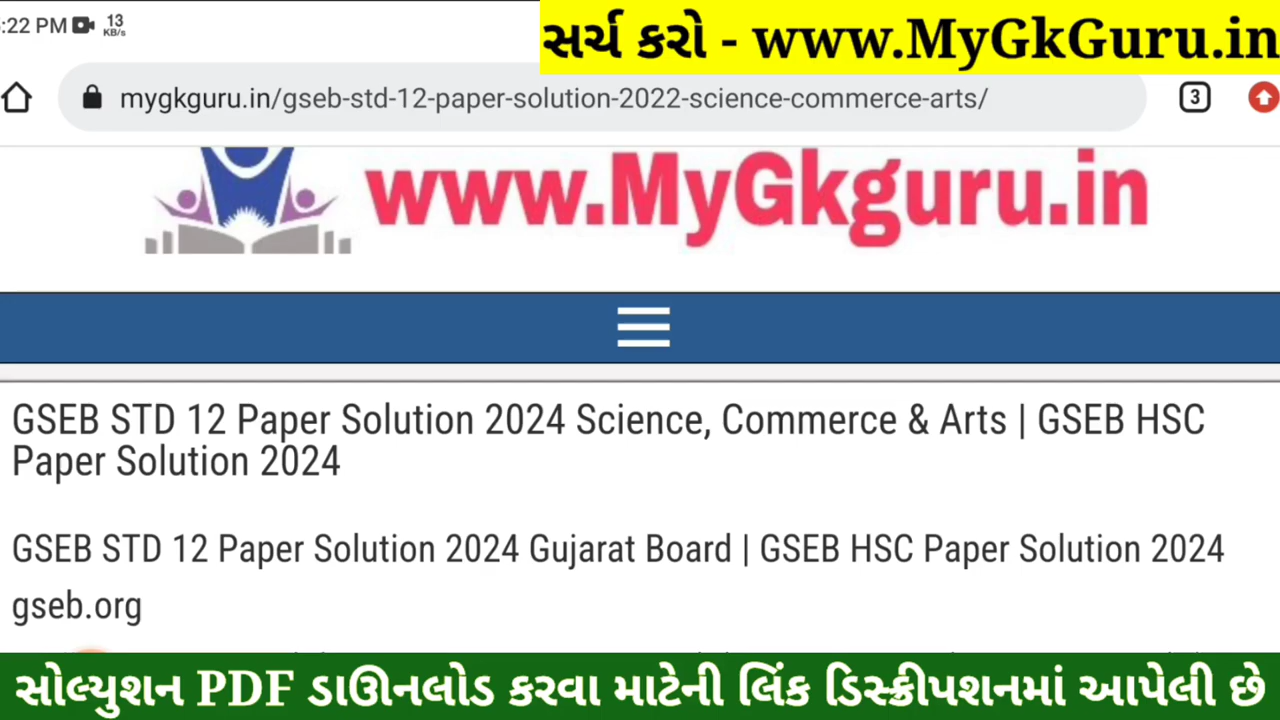 :22 PM 13 KB/s
સર્ચ કરો - www.MyGkGuru.in
mygkguru.in/gseb-std-12-paper-solution-2022-science-commerce-arts/
3
www.MyGkguru.in
GSEB STD 12 Paper Solution 2024 Science, Commerce & Arts | GSEB HSC
Paper Solution 2024
GSEB STD 12 Paper Solution 2024 Gujarat Board | GSEB HSC Paper Solution 2024
gseb.org
સોલ્યુશન PDF ડાઊનલોડ કરવા માટેની લિંક ડિસ્ક્રીપશનમાં આપેલી છે